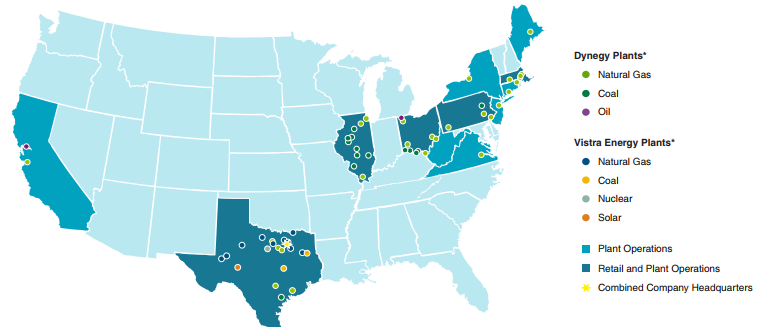 Dynegy Plants*
Natural Gas
Coal
Oil
Vistra Energy Plants*
Natural Gas
Coal
Nuclear
Solar
Plant Operations
Retail and Plant Operations
Combined Company Headquarters